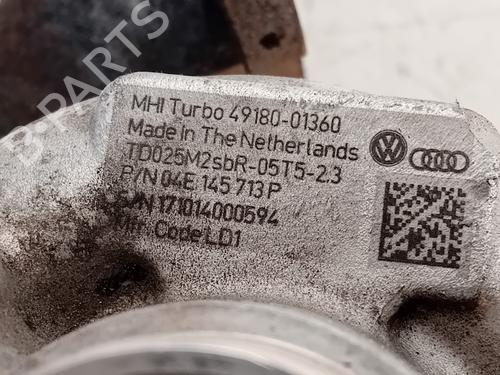 B-PARTS
MHI Turbo 49180-01360
Made in The Netherlands
TD025M2sbR-05T5-2.3
P/N 04E 145 713 P
S/N 171014000594
Mfr Code LD1